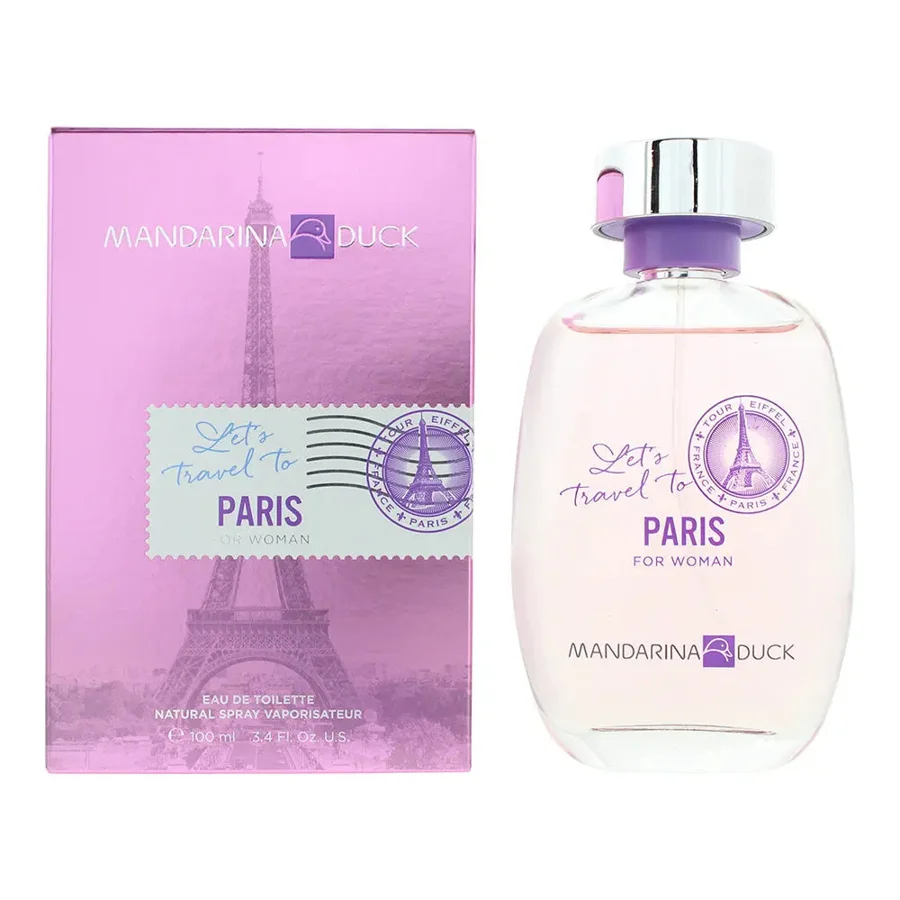 MANDARINA DUCK
Let's
travel to
PARIS
FOR WOMAN
TOUR EIFFEL
FRANCE
PARIS
FRANCE
EAU DE TOILETTE
NATURAL SPRAY VAPORISATEUR
℮ 100 ml 3.4 Fl. Oz. U.S.
Let's
travel to
TOUR EIFFEL
FRANCE
PARIS
FRANCE
PARIS
FOR WOMAN
MANDARINA DUCK